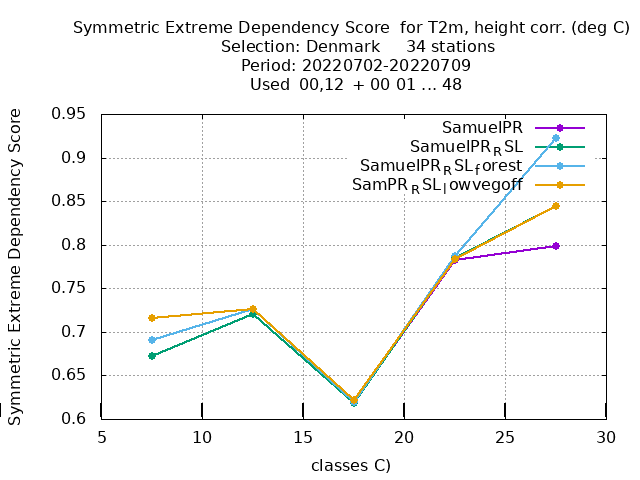 Symmetric Extreme Dependency Score for T2m, height corr. (deg C)
Selection: Denmark 34 stations
Period: 20220702-20220709
Used 00,12 + 00 01 ... 48
Symmetric Extreme Dependency Score
0.95
0.9
0.85
0.8
0.75
0.7
0.65
0.6
SamuelPR
SamuelPR_RSL
SamuelPR_RSL_forest
SamPR_RSL_lowvegoff
5 10 15 20 25 30
classes C)